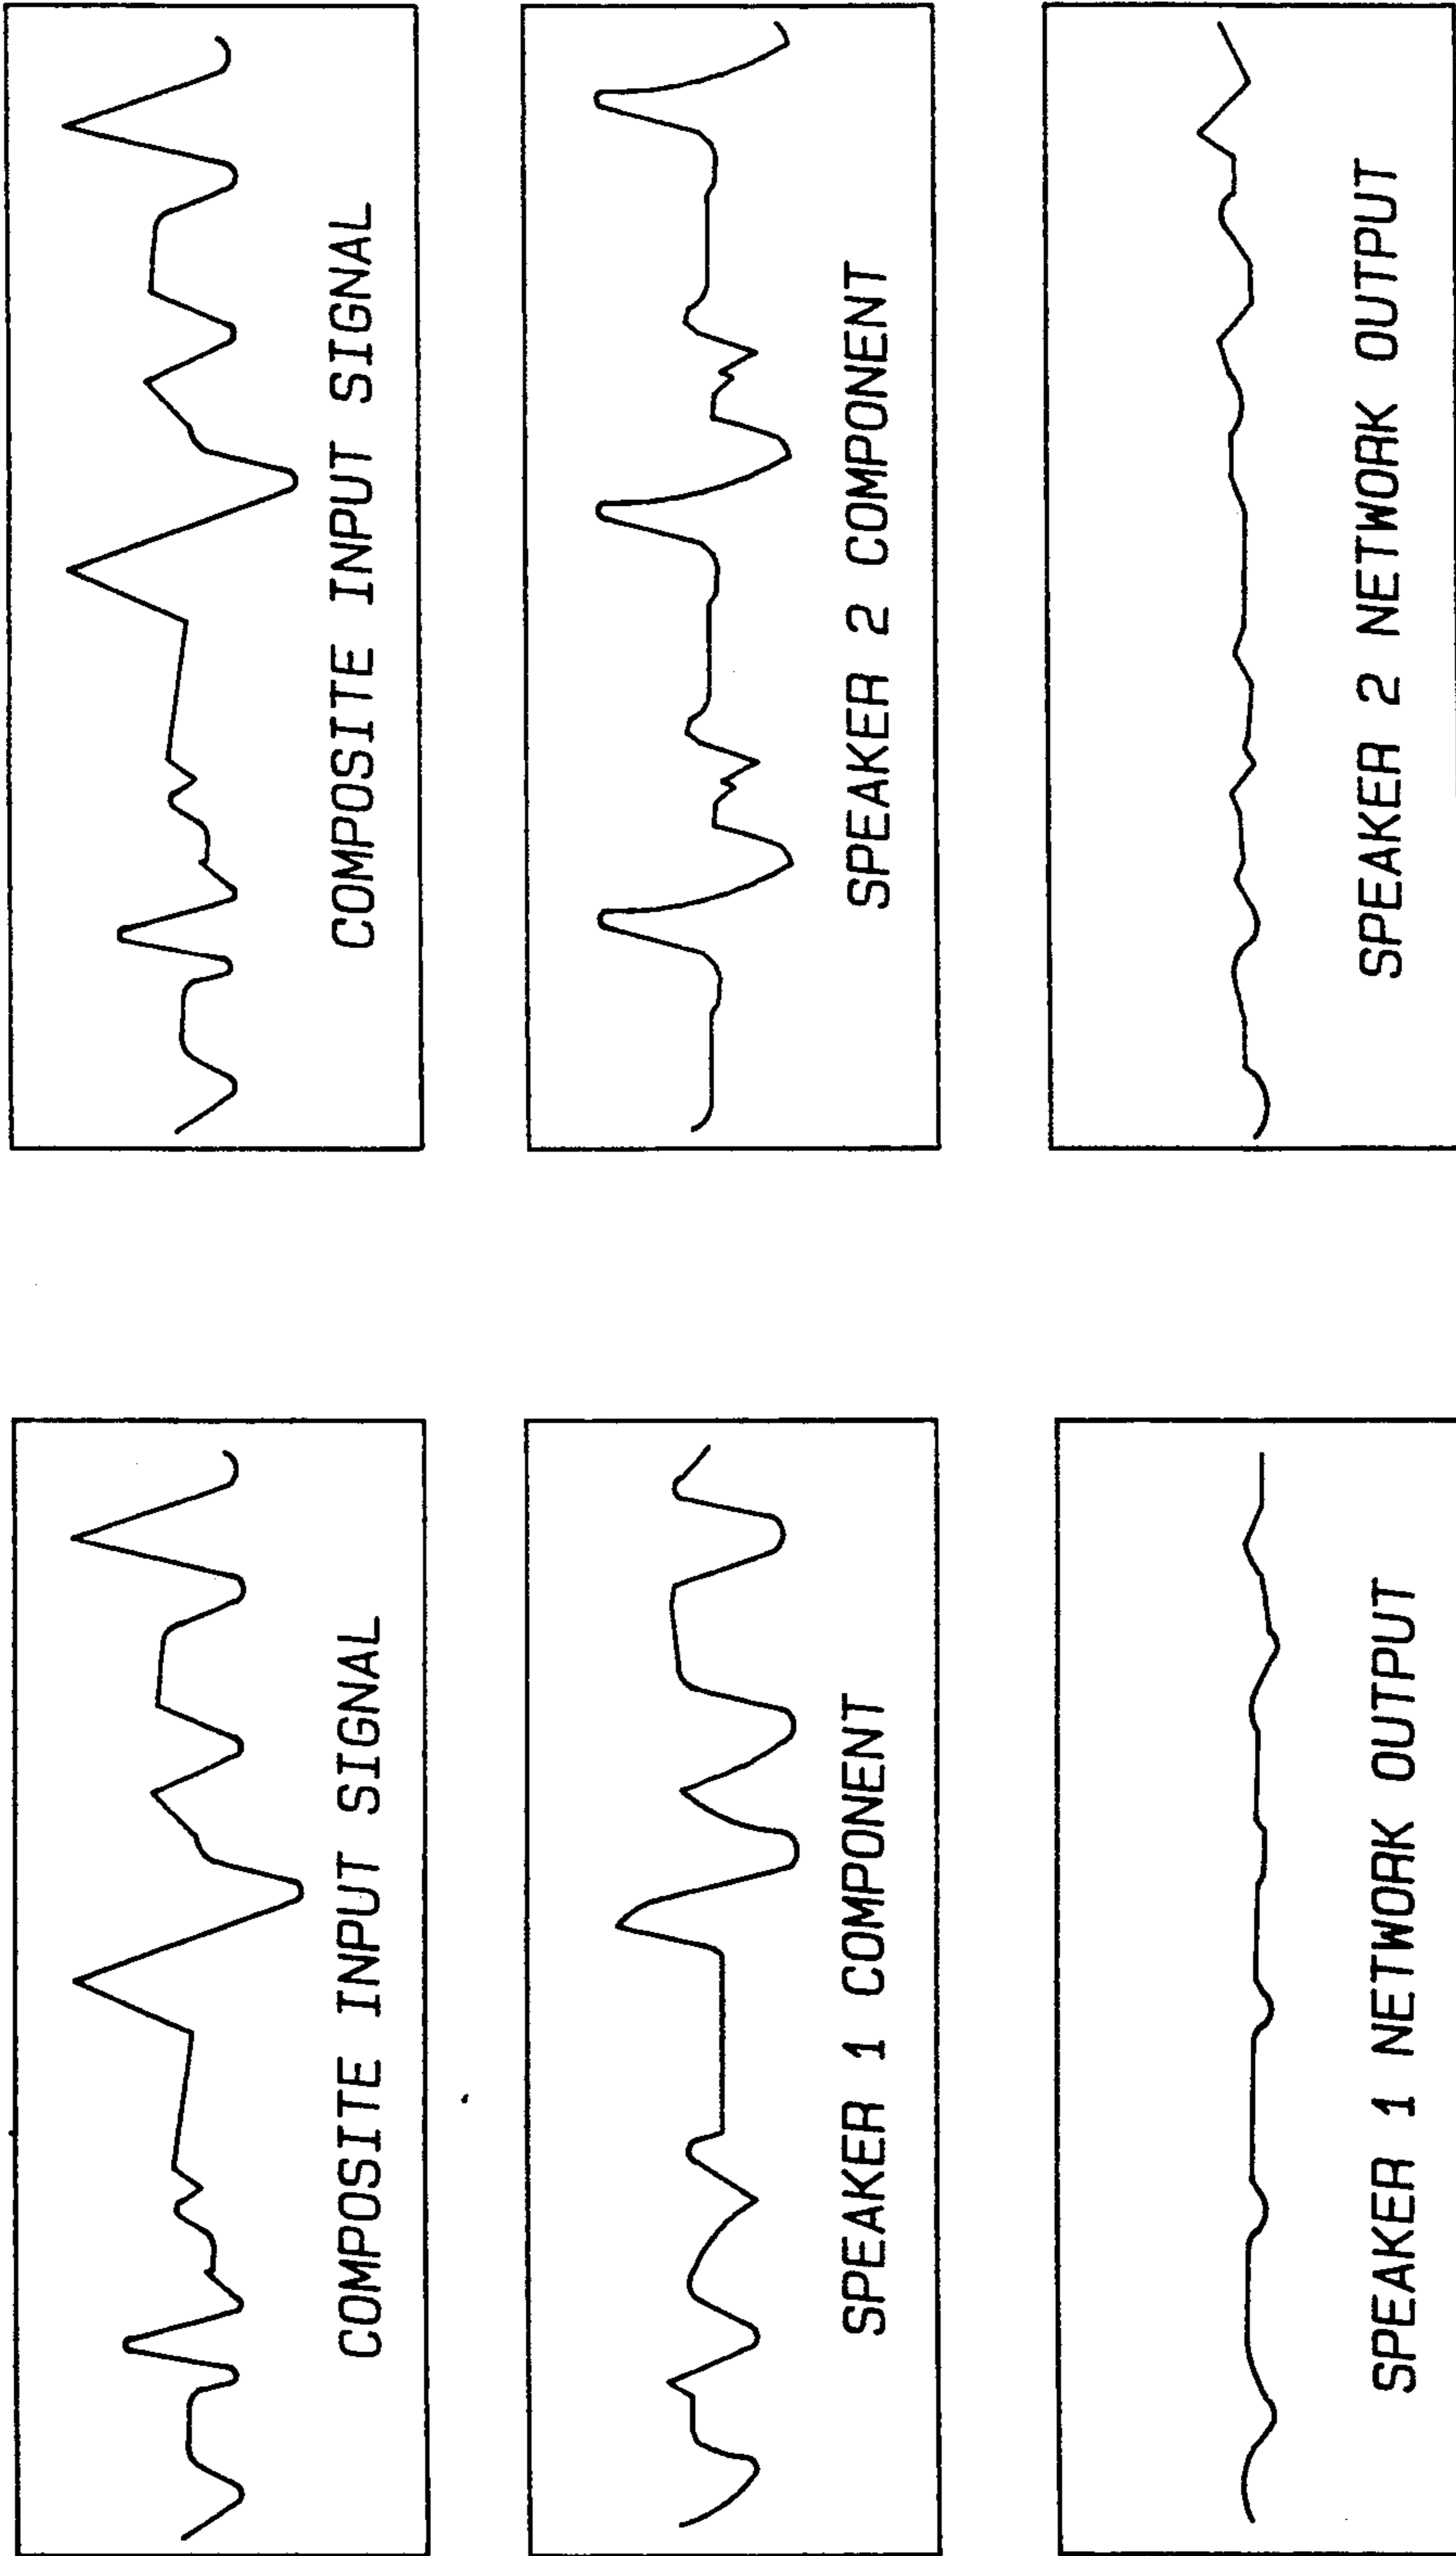 COMPOSITE INPUT SIGNAL
SPEAKER 1 COMPONENT
SPEAKER 1 NETWORK OUTPUT
COMPOSITE INPUT SIGNAL
SPEAKER 2 COMPONENT
SPEAKER 2 NETWORK OUTPUT